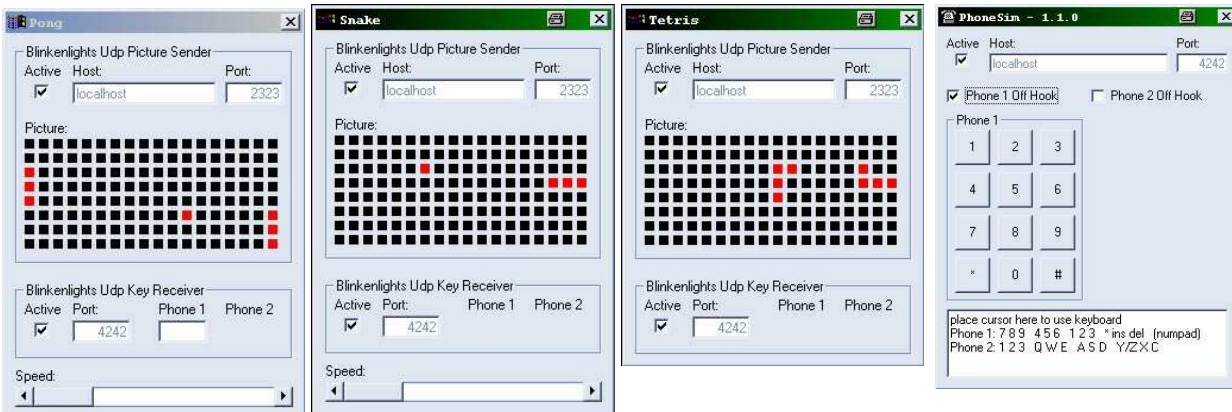 Pong
Blinkenlights Udp Picture Sender
Active Host: Port:
localhost 2323
Picture:
Blinkenlights Udp Key Receiver
Active Port: Phone 1 Phone 2
4242
Speed:
Snake
Blinkenlights Udp Picture Sender
Active Host: Port:
localhost 2323
Picture:
Blinkenlights Udp Key Receiver
Active Port: Phone 1 Phone 2
4242
Speed:
Tetris
Blinkenlights Udp Picture Sender
Active Host: Port:
localhost 2323
Picture:
Blinkenlights Udp Key Receiver
Active Port: Phone 1 Phone 2
4242
PhoneSim - 1.1.0
Active Host: Port:
localhost 4242
Phone 1 Off Hook Phone 2 Off Hook
Phone 1
1 2 3
4 5 6
7 8 9
* 0 #
place cursor here to use keyboard
Phone 1: 7 8 9 4 5 6 1 2 3 * ins del (numpad)
Phone 2: 1 2 3 Q W E A S D Y/Z X C